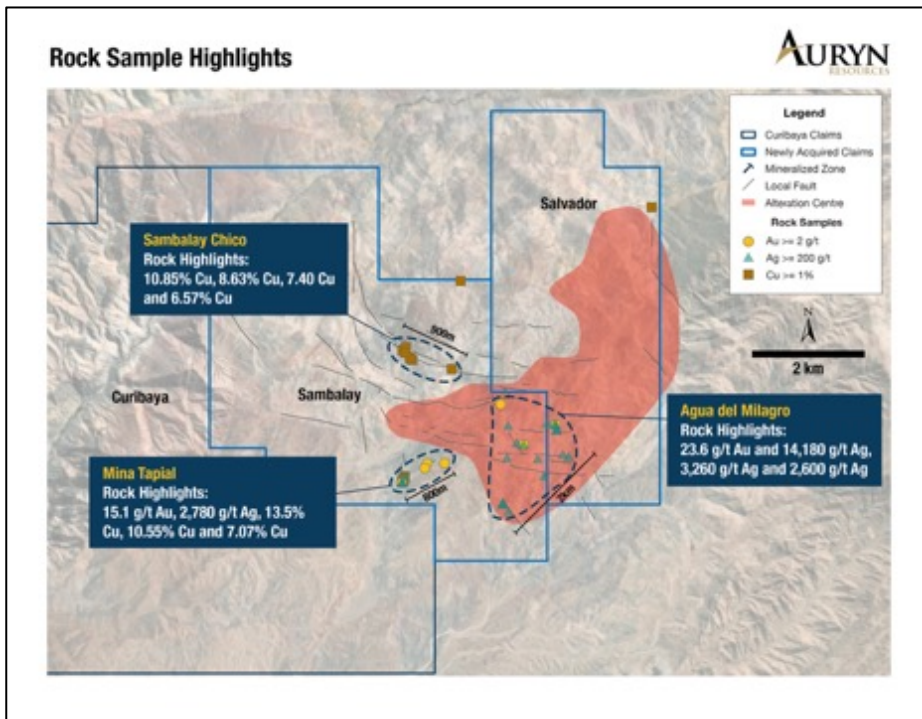 Rock Sample Highlights
AURYN
RESOURCES
Legend
Curibaya Claims
Newly Acquired Claims
Mineralized Zone
Local Fault
Alteration Centre
Rock Samples
Au >= 2 g/t
Ag >= 200 g/t
Cu >= 1%
N
2 km
Salvador
Sambalay Chico
Rock Highlights:
10.85% Cu, 8.63% Cu, 7.40 Cu
and 6.57% Cu
900m
Curibaya
Sambalay
Agua del Milagro
Rock Highlights:
23.6 g/t Au and 14,180 g/t Ag,
3,260 g/t Ag and 2,600 g/t Ag
Mina Tapial
Rock Highlights:
15.1 g/t Au, 2,780 g/t Ag, 13.5%
Cu, 10.55% Cu and 7.07% Cu
2km